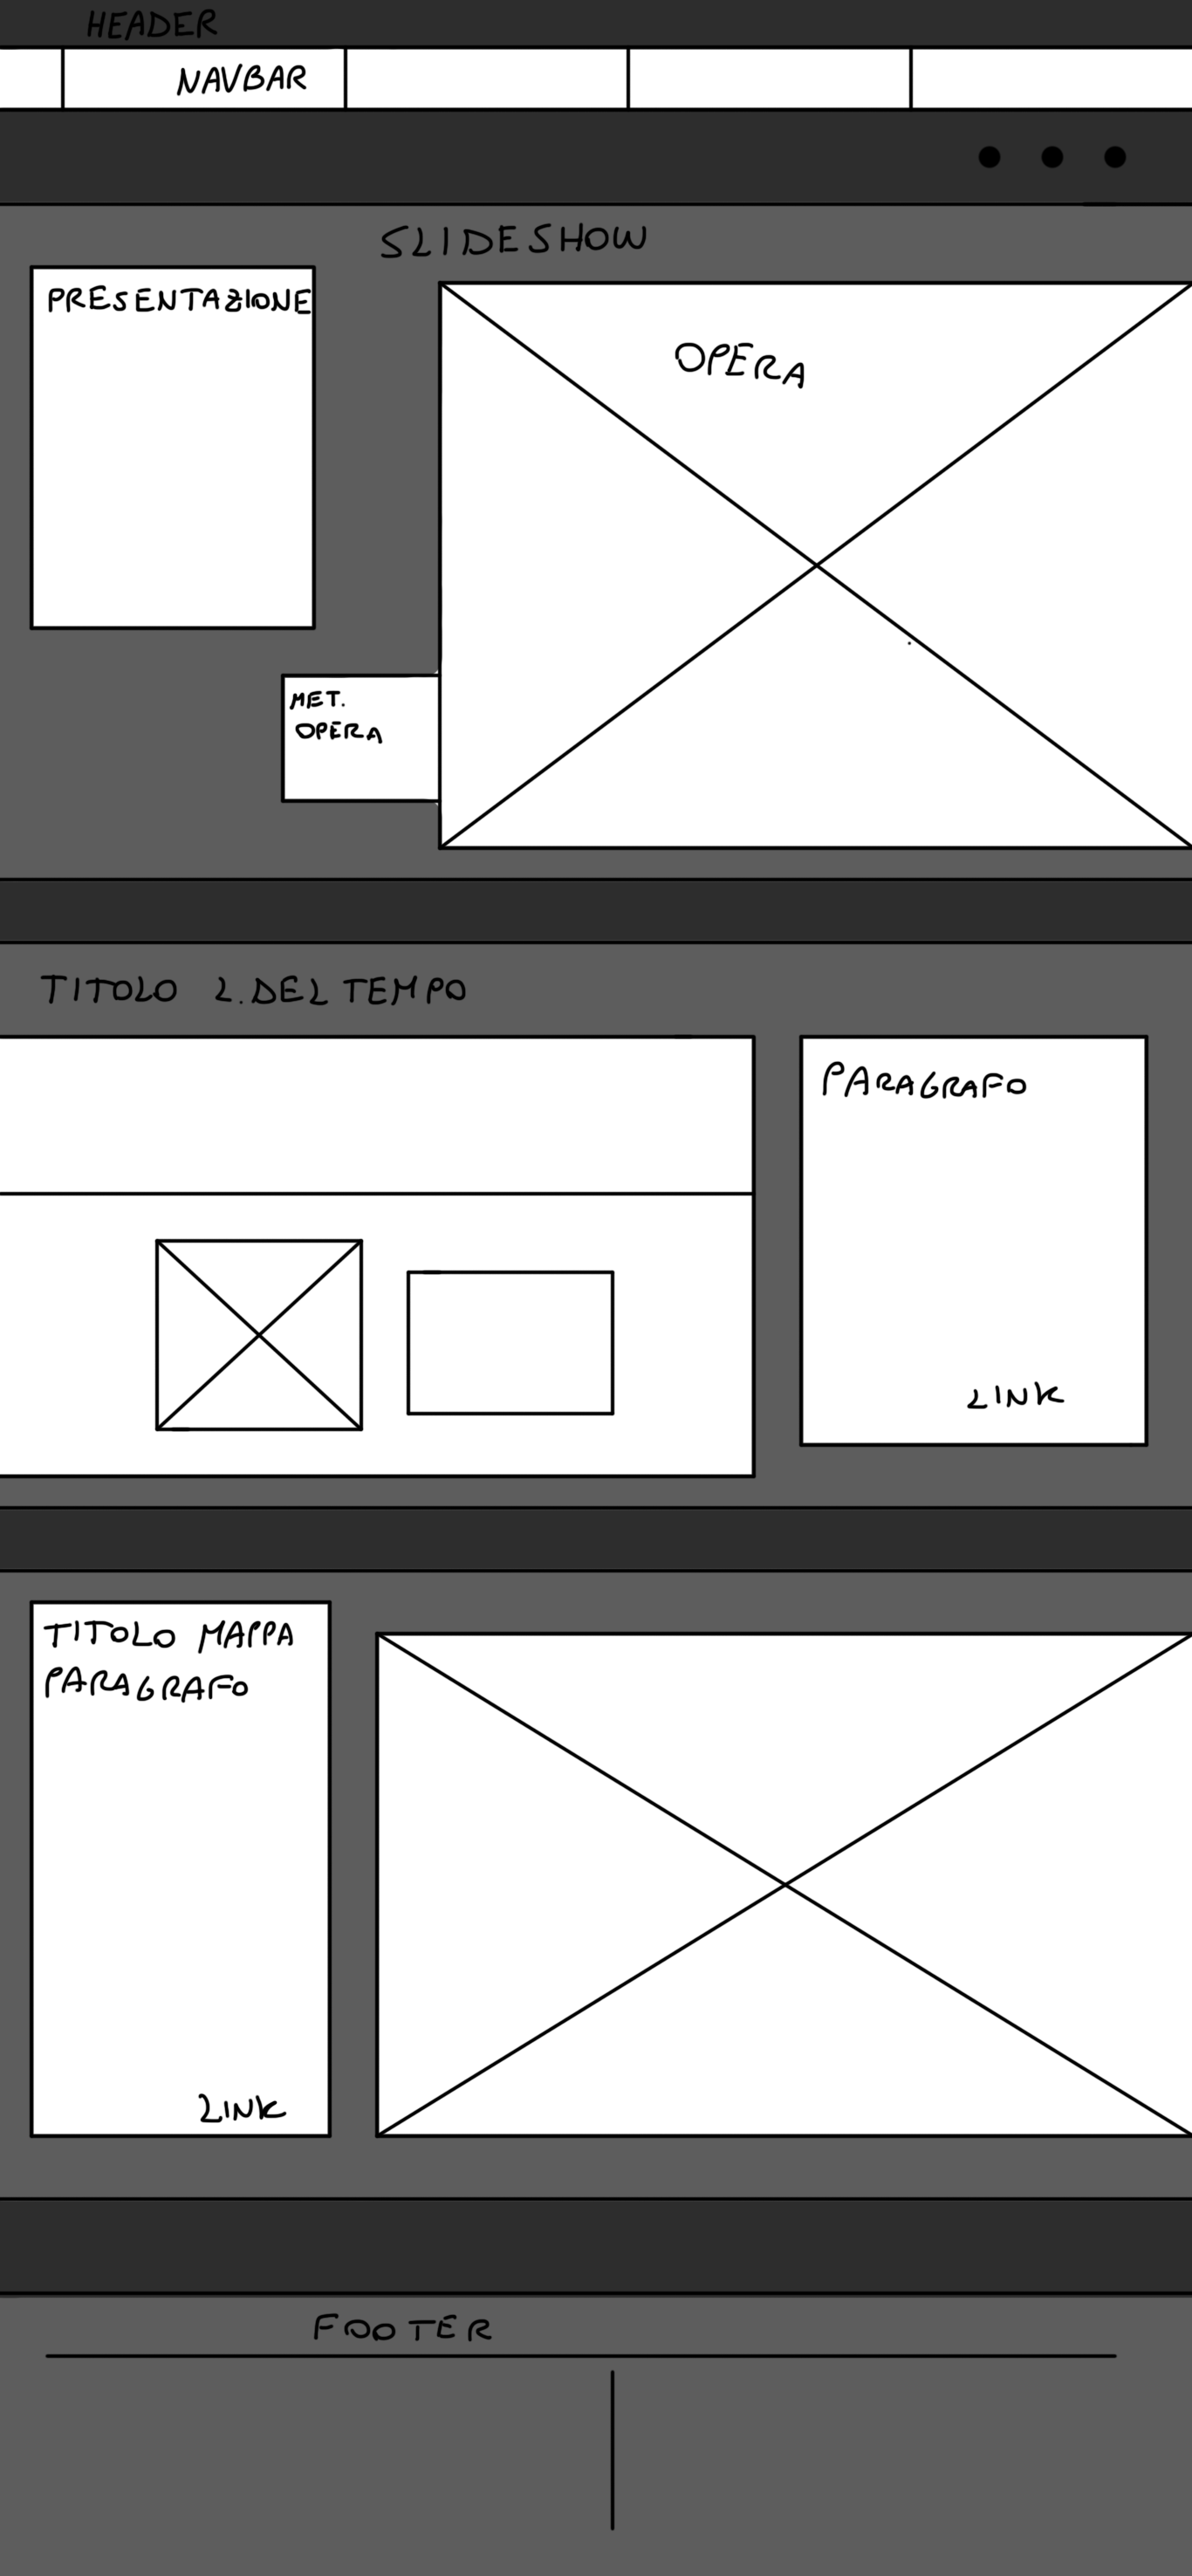 HEADER
NAVBAR
SLIDESHOW
PRESENTAZIONE
OPERA
MET.
OPERA
TITOLO L.DEL TEMPO
PARAGRAFO
LINK
TITOLO MAPPA
PARAGRAFO
LINK
FOOTER